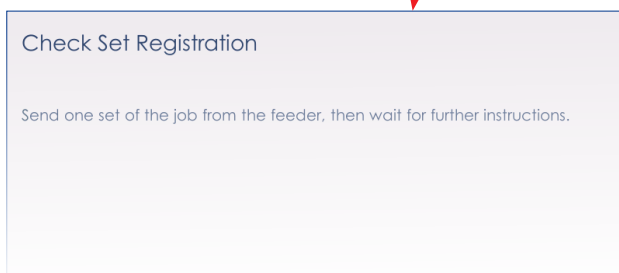 Check Set Registration
Send one set of the job from the feeder, then wait for further instructions.